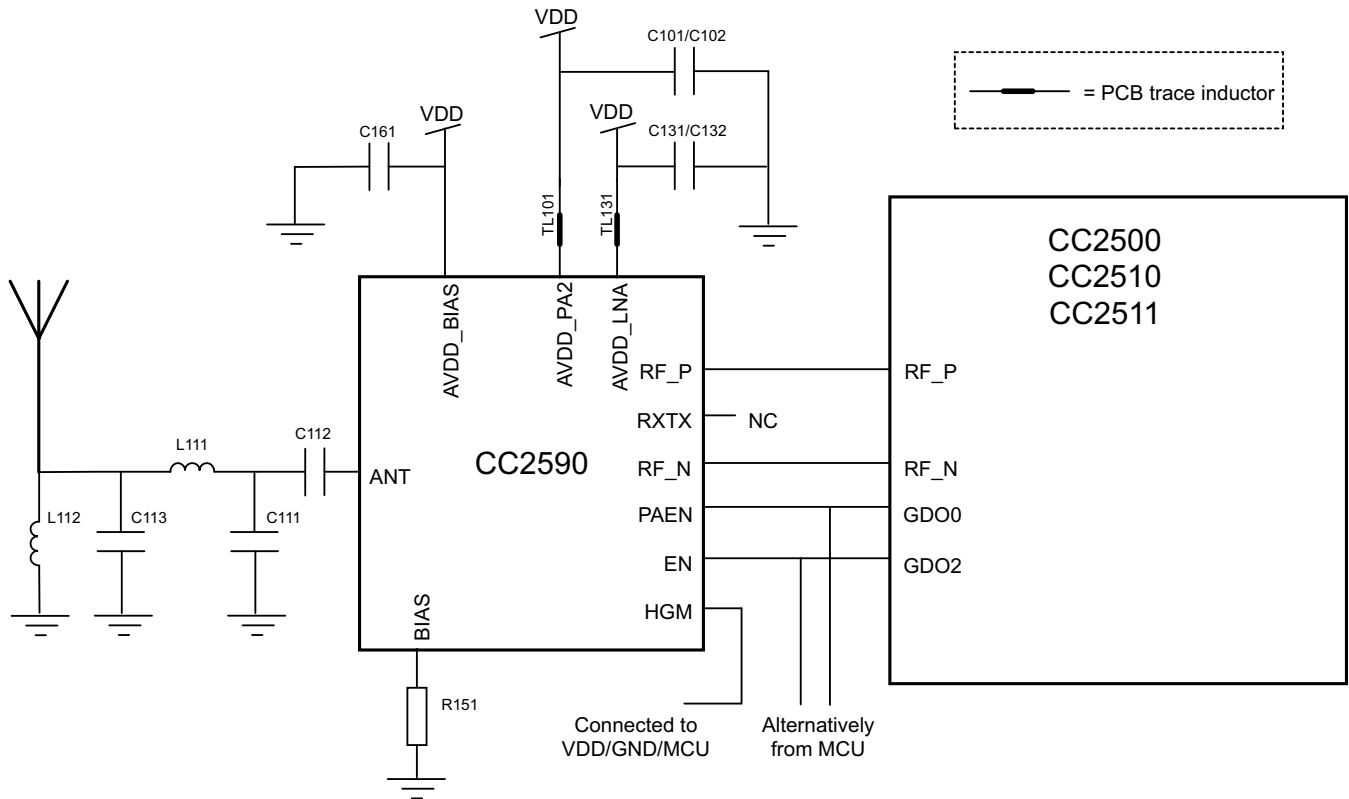 VDD
C101/C102
= PCB trace inductor
VDD
VDD
C161
C131/C132
TL101
TL131
CC2500
CC2510
CC2511
AVDD_BIAS
AVDD_PA2
AVDD_LNA
RF_P
RF_P
RXTX
NC
L111
C112
ANT
CC2590
RF_N
RF_N
L112
C113
C111
PAEN
GDO0
EN
GDO2
BIAS
HGM
R151
Connected to
VDD/GND/MCU
Alternatively
from MCU